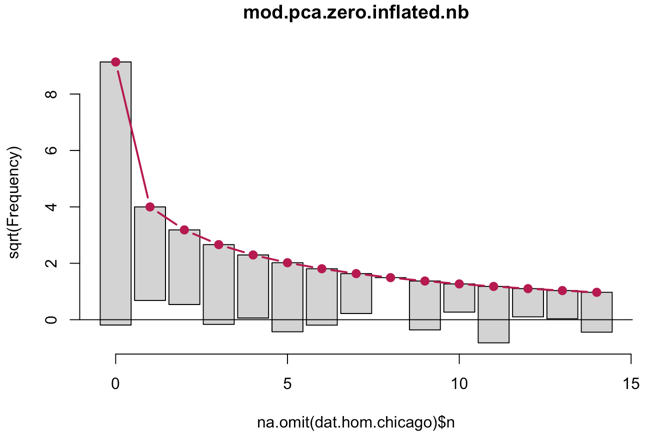 mod.pca.zero.inflated.nb
sqrt(Frequency)
8
6
4
2
0
0 5 10 15
na.omit(dat.hom.chicago)$n